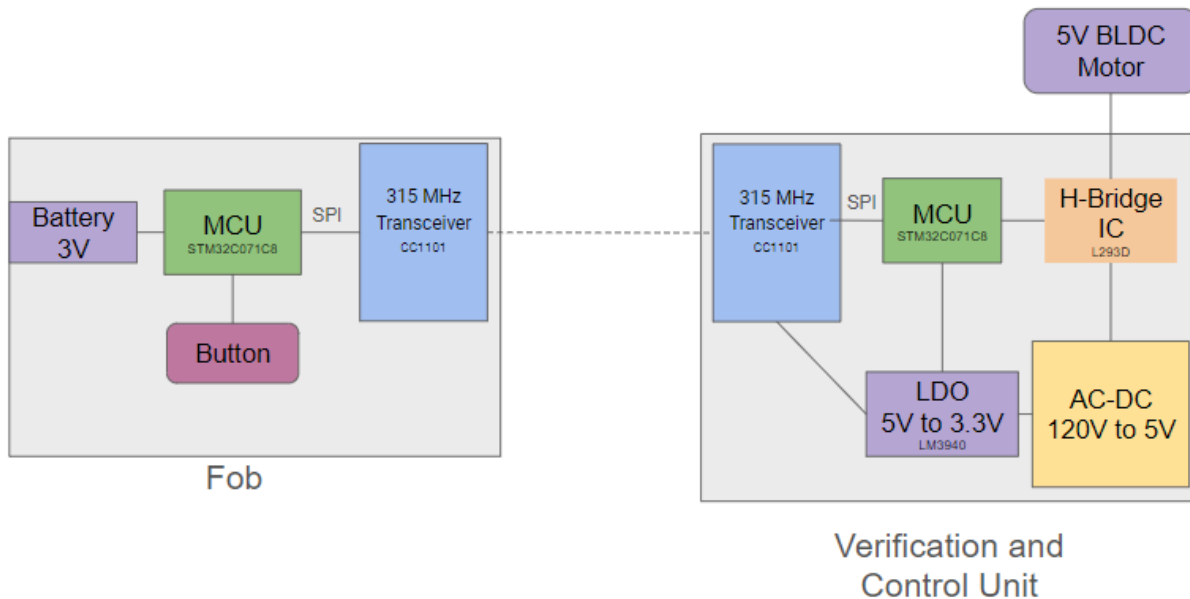 5V BLDC
Motor
Battery
3V
MCU
STM32C071C8
SPI
315 MHz
Transceiver
CC1101
Button
Fob
315 MHz
Transceiver
CC1101
SPI
MCU
STM32C071C8
H-Bridge
IC
L293D
LDO
5V to 3.3V
LM3940
AC-DC
120V to 5V
Verification and
Control Unit